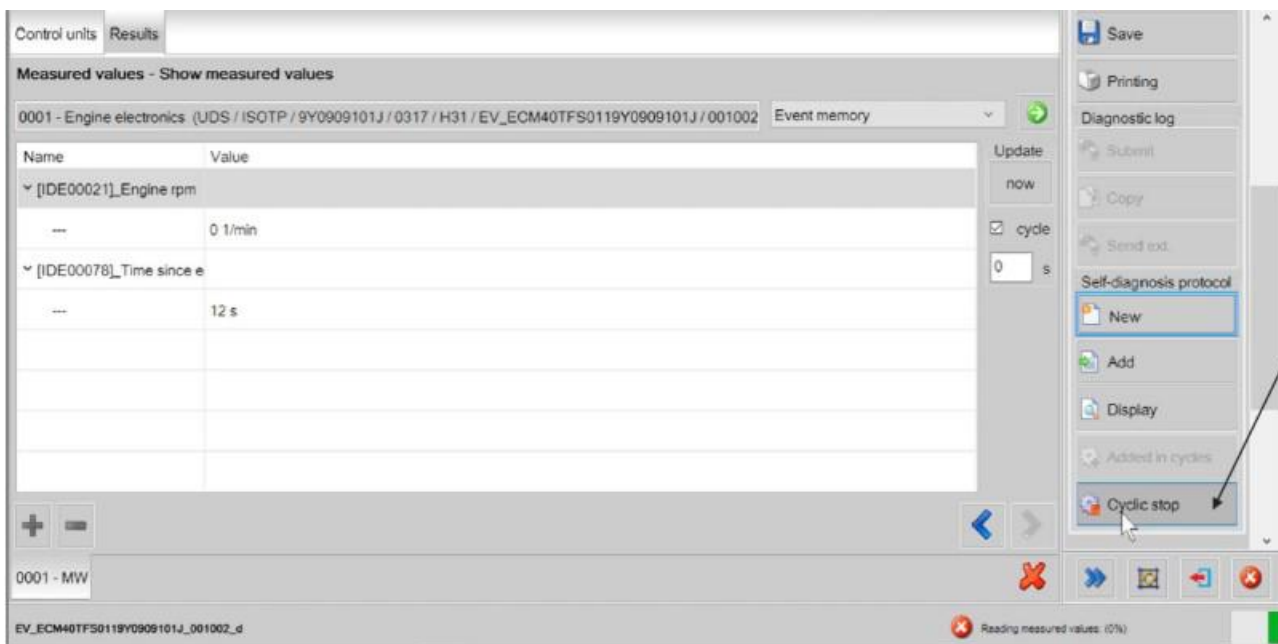 Control units Results
Measured values - Show measured values
0001 - Engine electronics (UDS / ISOTP / 9Y0909101J / 0317 / H31 / EV_ECM40TFS0119Y0909101J / 001002 Event memory
Name Value
[IDE00021]_Engine rpm
--- 0 1/min
[IDE00078]_Time since e
--- 12 s
Update
now
cycle
0 s
0001 - MW
EV_ECM40TFS0119Y0909101J_001002_d
Reading measured values: (0%)
Save
Printing
Diagnostic log
Submit
Copy
Send ext.
Self-diagnosis protocol
New
Add
Display
Added in cycles
Cyclic stop